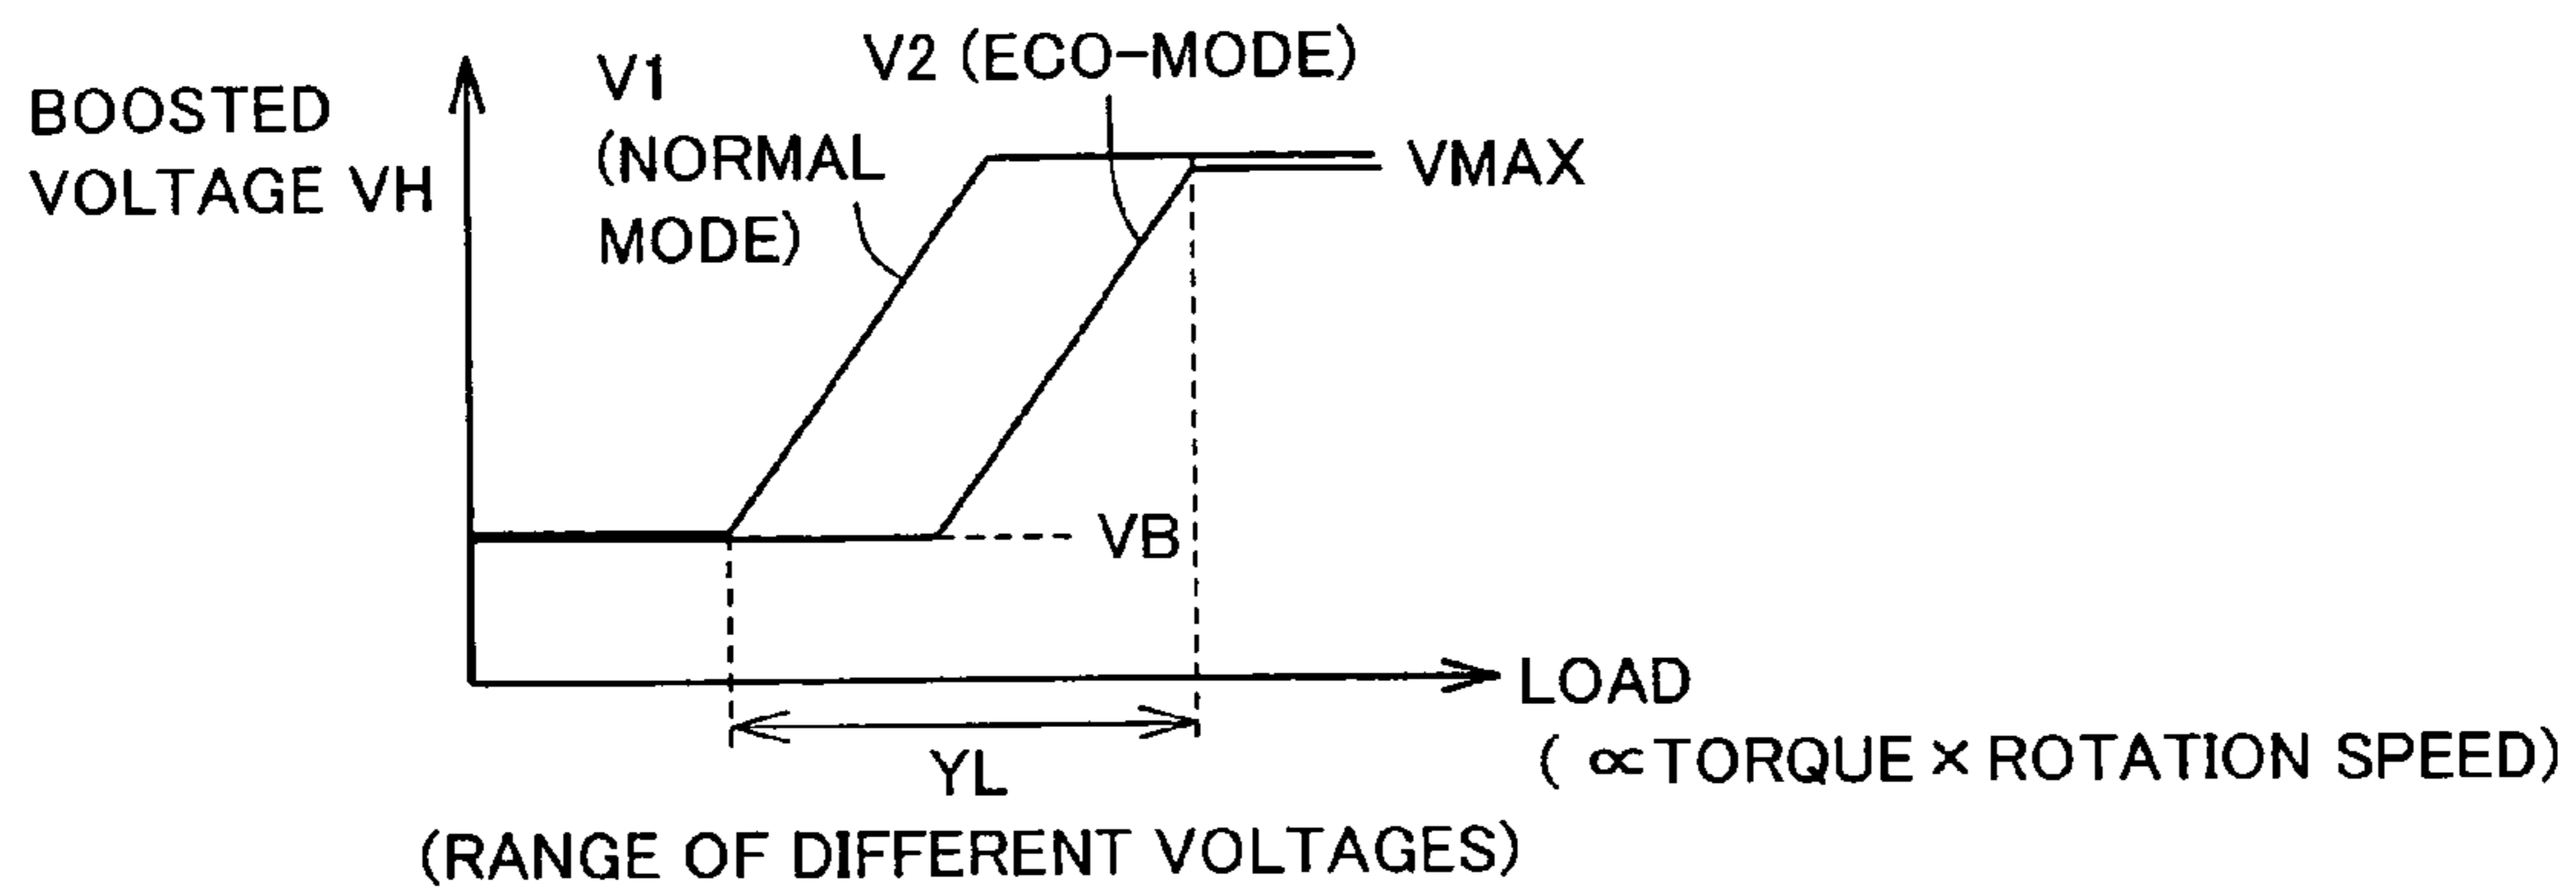 BOOSTED
VOLTAGE VH
V1
(NORMAL
MODE)
V2 (ECO-MODE)
VMAX
VB
LOAD
( ∝TORQUE × ROTATION SPEED)
YL
(RANGE OF DIFFERENT VOLTAGES)